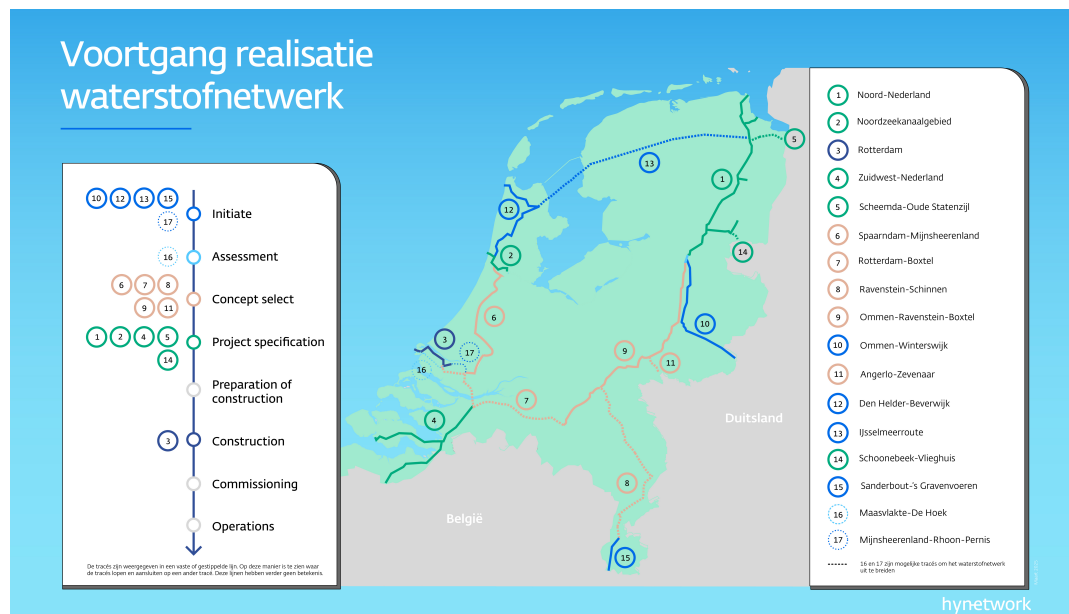 Voortgang realisatie
waterstofnetwerk
10 12 13 15
17
Initiate
16
Assessment
6 7 8
9 11
Concept select
1 2 4 5
14
Project specification
Preparation of
construction
3
Construction
Commissioning
Operations
De tracés zijn weergegeven in een vaste of gestippelde lijn. Op deze manier is te zien waar
de tracés lopen en aansluiten op een ander tracé. Deze lijnen hebben verder geen betekenis.
5
13
1
12
14
2
6
10
3
17
9
11
16
7
4
Duitsland
8
België
15
1 Noord-Nederland
2 Noordzeekanaalgebied
3 Rotterdam
4 Zuidwest-Nederland
5 Scheemda-Oude Statenzijl
6 Spaarndam-Mijnsheerenland
7 Rotterdam-Boxtel
8 Ravenstein-Schinnen
9 Ommen-Ravenstein-Boxtel
10 Ommen-Winterswijk
11 Angerlo-Zevenaar
12 Den Helder-Beverwijk
13 IJsselmeerroute
14 Schoonebeek-Vlieghuis
15 Sanderbout-'s Gravenvoeren
16 Maasvlakte-De Hoek
17 Mijnsheerenland-Rhoon-Pernis
16 en 17 zijn mogelijke tracés om het waterstofnetwerk
uit te breiden
hynetwork